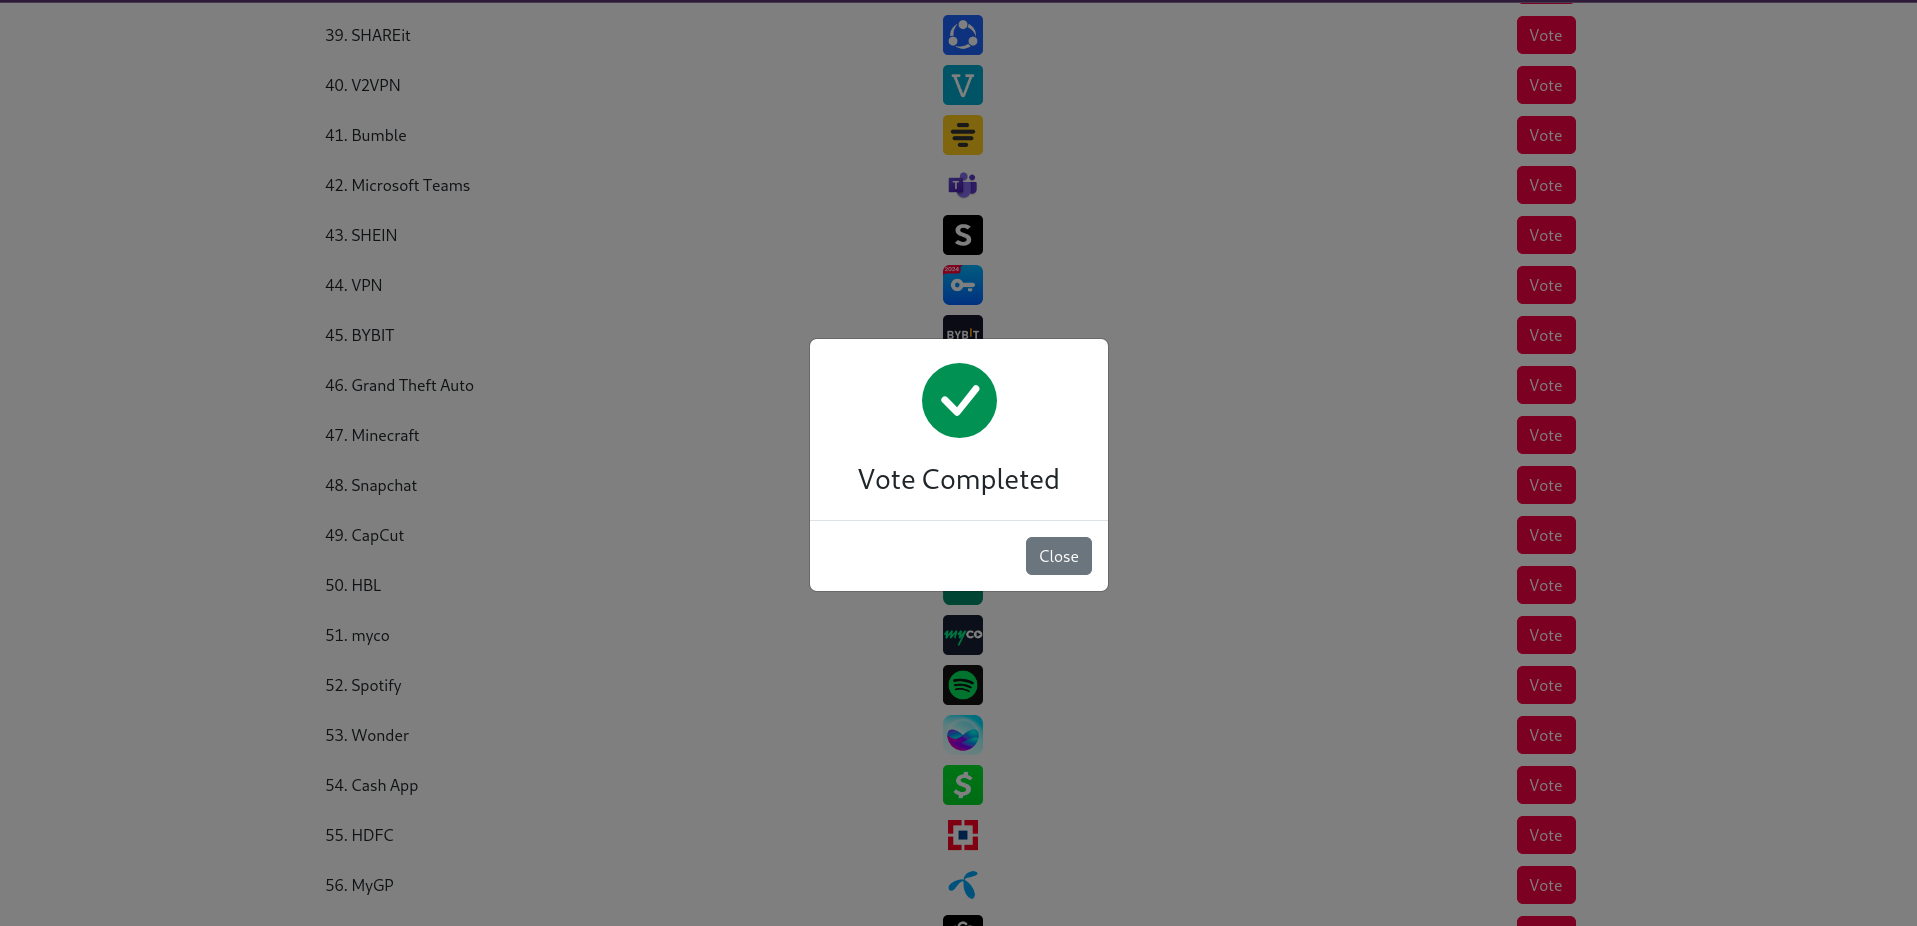 39. SHAREit Vote
40. V2VPN V Vote
41. Bumble Vote
42. Microsoft Teams T Vote
43. SHEIN S Vote
44. VPN 2024 Vote
45. BYBIT BYB!T Vote
46. Grand Theft Auto Vote
47. Minecraft Vote
48. Snapchat Vote
49. CapCut Vote
50. HBL Vote
51. myco myco Vote
52. Spotify Vote
53. Wonder Vote
54. Cash App $ Vote
55. HDFC Vote
56. MyGP Vote
Vote Completed
Close